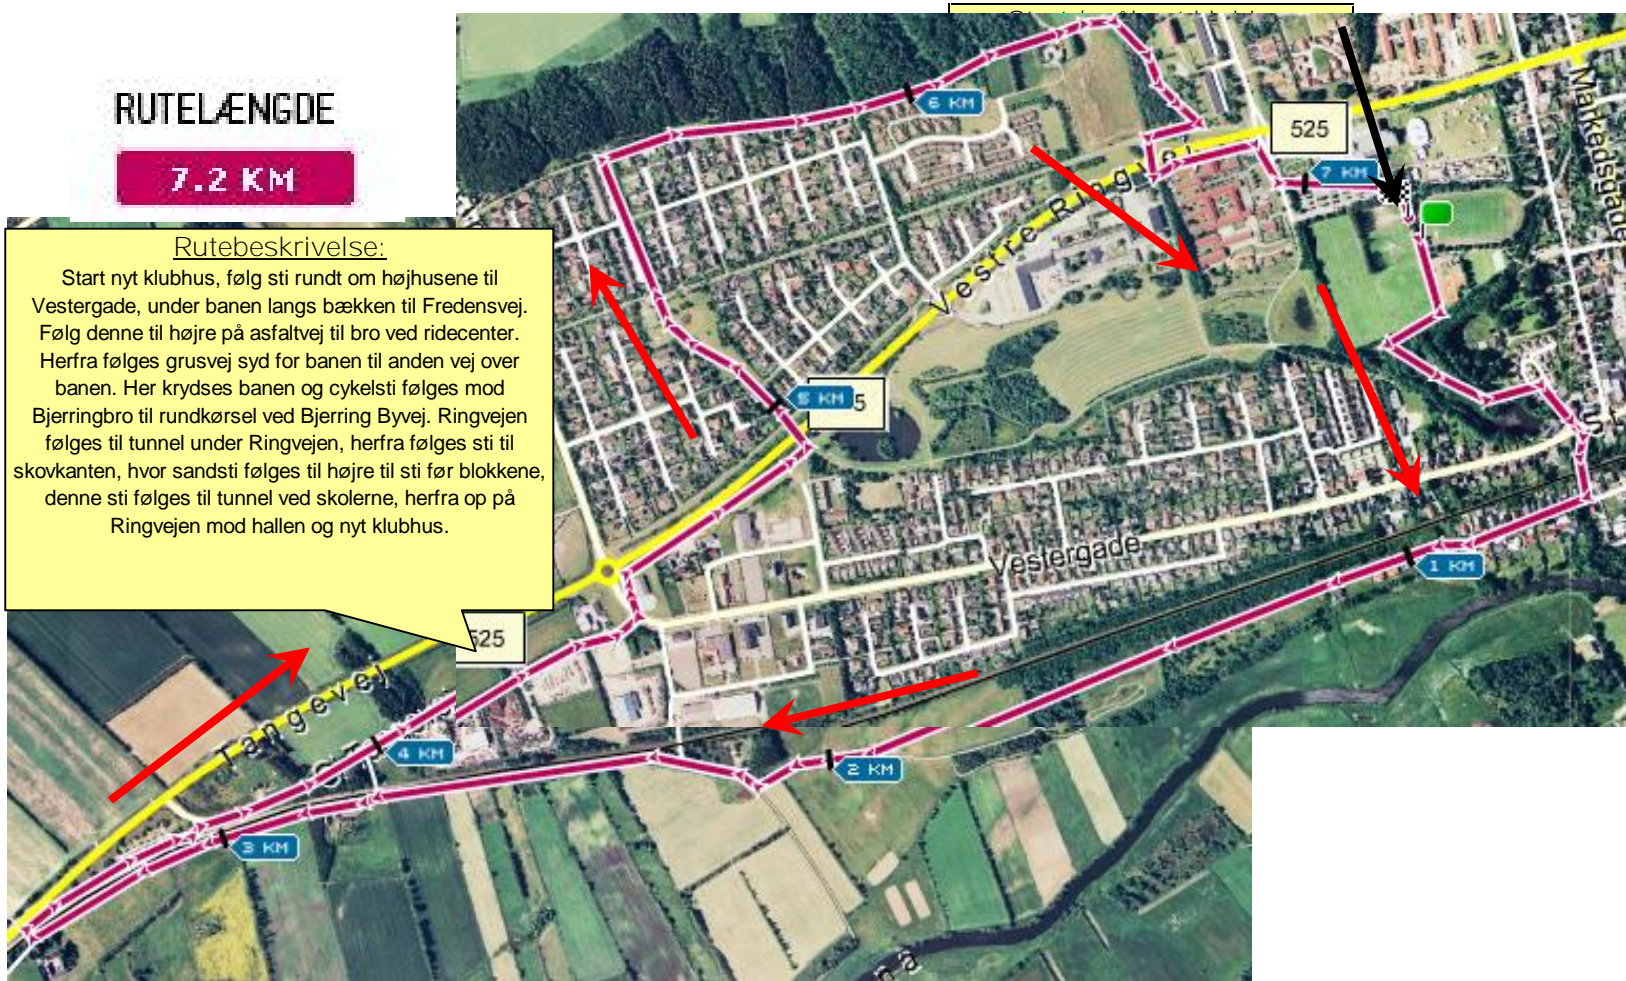 RUTELÆNGDE
7.2 KM
Rutebeskrivelse:
Start nyt klubhus, følg sti rundt om højhusene til
Vestergade, under banen langs bækken til Fredensvej.
Følg denne til højre på asfaltvej til bro ved ridecenter.
Herfra følges grusvej syd for banen til anden vej over
banen. Her krydses banen og cykelsti følges mod
Bjerringbro til rundkørsel ved Bjerring Byvej. Ringvejen
følges til tunnel under Ringvejen, herfra følges sti til
skovkanten, hvor sandsti følges til højre til sti før blokkene,
denne sti følges til tunnel ved skolerne, herfra op på
Ringvejen mod hallen og nyt klubhus.
6 KM
525
7 KM
Markedsgade
Vestre Ring
5 KM
5
Vestergade
1 KM
525
Tangevej
4 KM
2 KM
3 KM